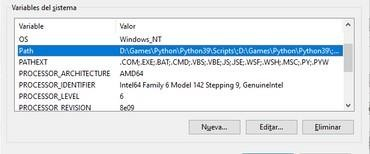 Variables del sistema
Variable Valor
OS Windows_NT
Path D:\Games\Python\Python39\Scripts\;D:\Games\Python\Python39\;...
PATHEXT .COM;.EXE;.BAT;.CMD;.VBS;.VBE;.JS;.JSE;.WSF;.WSH;.MSC;.PY;.PYW
PROCESSOR_ARCHITECTURE AMD64
PROCESSOR_IDENTIFIER Intel64 Family 6 Model 142 Stepping 9, GenuineIntel
PROCESSOR_LEVEL 6
PROCESSOR_REVISION 8e09
Nueva... Editar... Eliminar